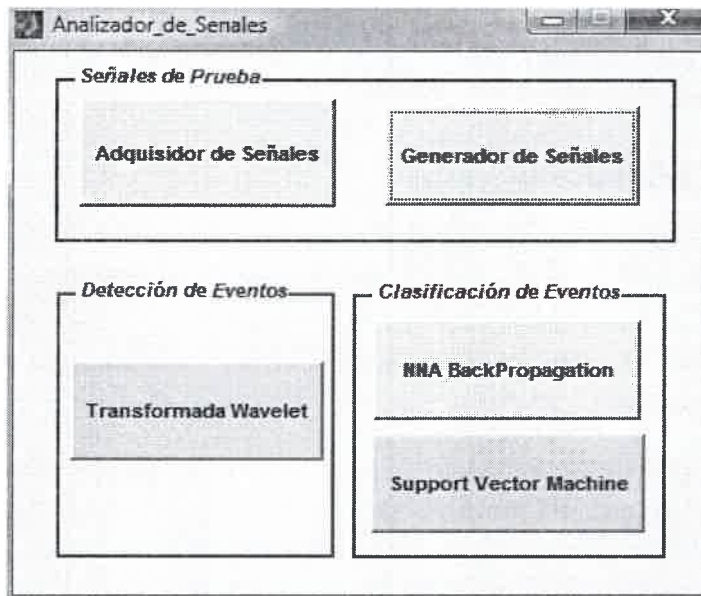 Analizador_de_Senales
Señales de Prueba
Adquisidor de Señales
Generador de Señales
Detección de Eventos
Clasificación de Eventos
NNA BackPropagation
Transformada Wavelet
Support Vector Machine